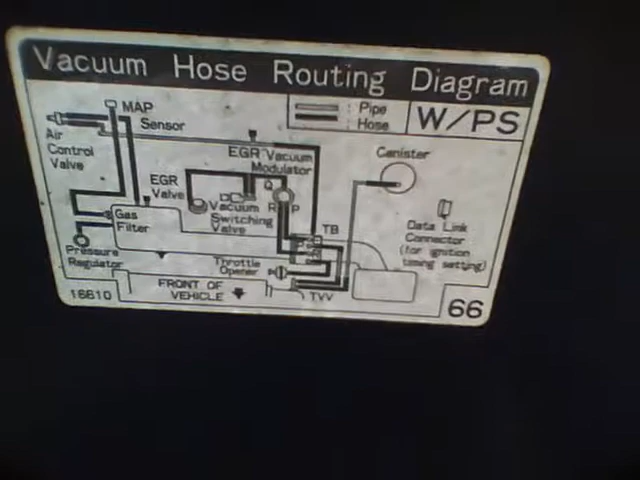 Vacuum Hose Routing Diagram
: Pipe
: Hose
W/PS
MAP
Sensor
Air
Control
Valve
EGR Vacuum
Modulator
Canister
EGR
Valve
Q
R
P
Vacuum
Switching
Valve
Gas
Filter
TB
Data Link
Connector
(for ignition
timing setting)
Pressure
Regulator
Throttle
Opener
16610
FRONT OF
VEHICLE
TVV
66